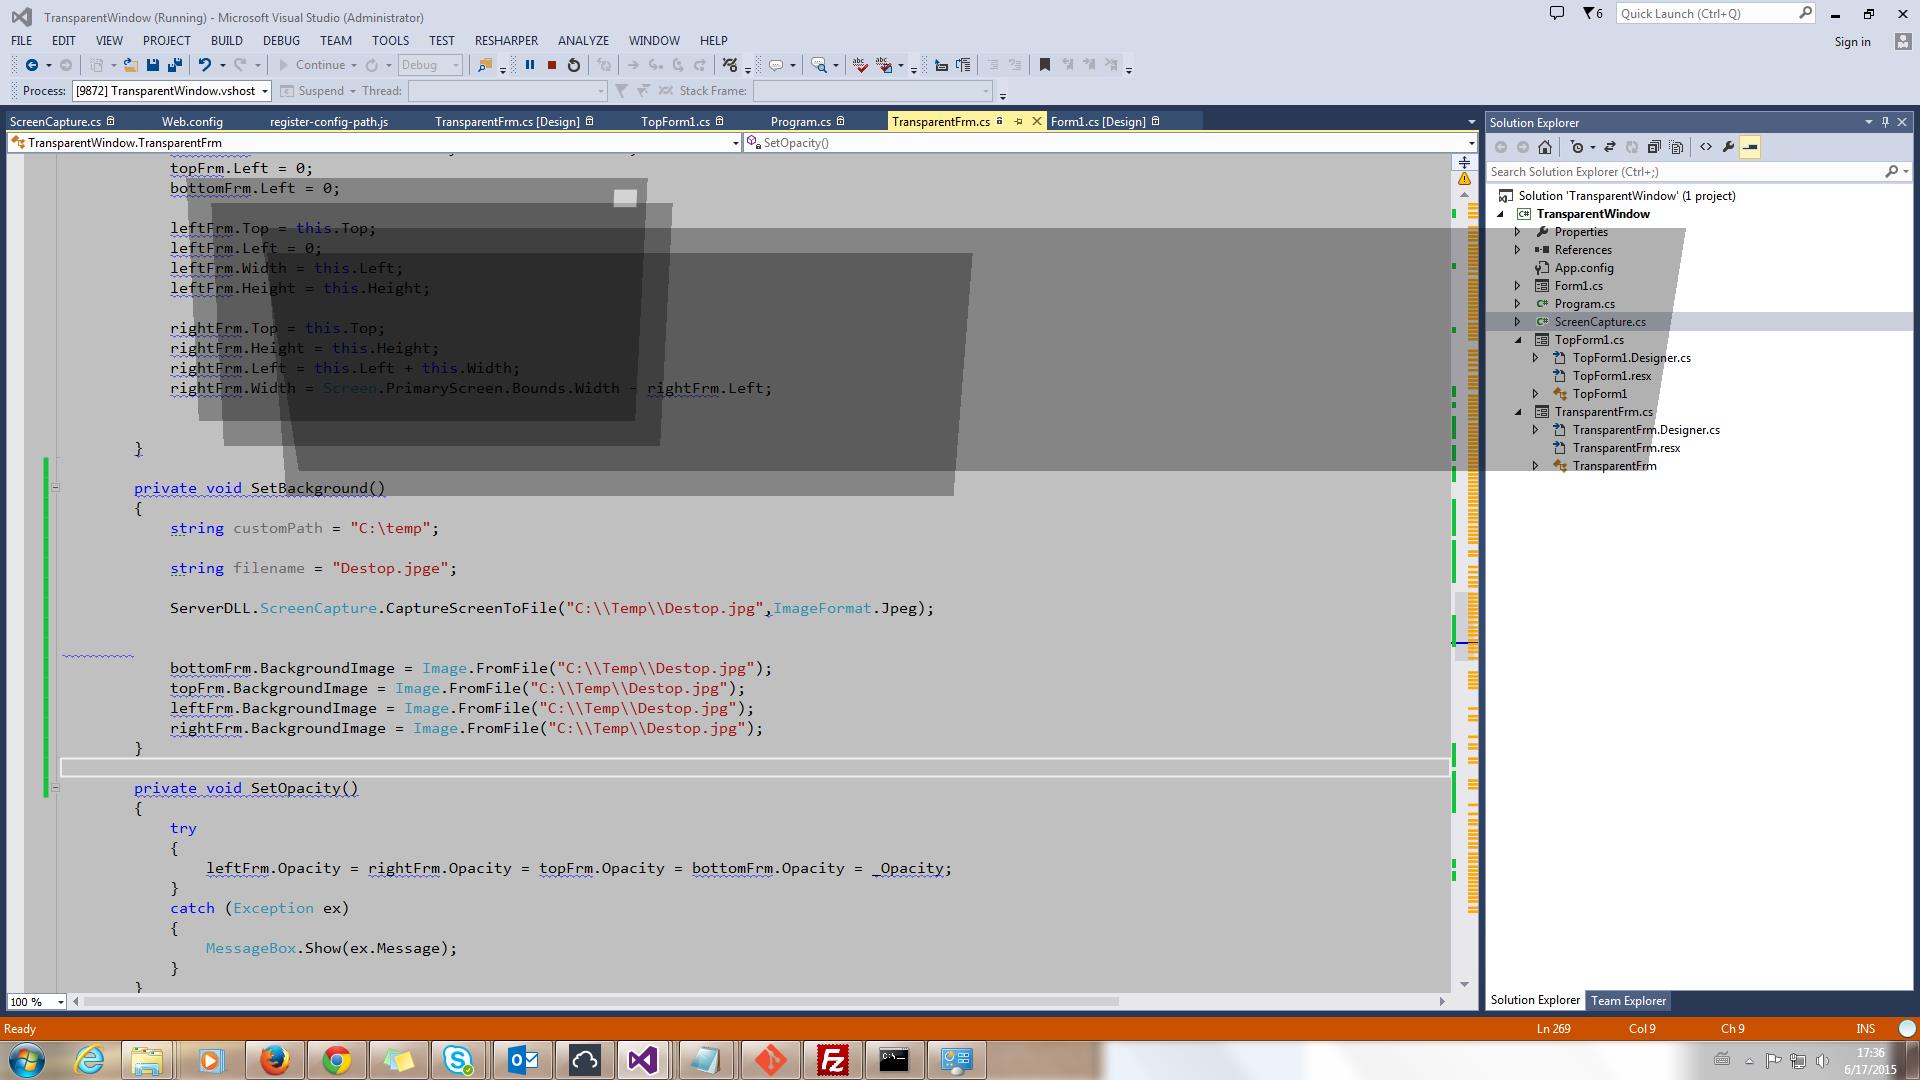 TransparentWindow (Running) - Microsoft Visual Studio (Administrator)
6
Quick Launch (Ctrl+Q)
FILE EDIT VIEW PROJECT BUILD DEBUG TEAM TOOLS TEST RESHARPER ANALYZE WINDOW HELP
Sign in
Continue Debug
Process: [9872] TransparentWindow.vshost Suspend Thread: Stack Frame:
ScreenCapture.cs Web.config register-config-path.js TransparentFrm.cs [Design] TopForm1.cs Program.cs TransparentFrm.cs Form1.cs [Design]
TransparentWindow.TransparentFrm SetOpacity()
topFrm.Left = 0;
bottomFrm.Left = 0;
leftFrm.Top = this.Top;
leftFrm.Left = 0;
leftFrm.Width = this.Left;
leftFrm.Height = this.Height;
rightFrm.Top = this.Top;
rightFrm.Height = this.Height;
rightFrm.Left = this.Left + this.Width;
rightFrm.Width = Screen.PrimaryScreen.Bounds.Width - rightFrm.Left;
}
private void SetBackground()
{
string customPath = "C:\temp";
string filename = "Destop.jpge";
ServerDLL.ScreenCapture.CaptureScreenToFile("C:\\Temp\\Destop.jpg",ImageFormat.Jpeg);
bottomFrm.BackgroundImage = Image.FromFile("C:\\Temp\\Destop.jpg");
topFrm.BackgroundImage = Image.FromFile("C:\\Temp\\Destop.jpg");
leftFrm.BackgroundImage = Image.FromFile("C:\\Temp\\Destop.jpg");
rightFrm.BackgroundImage = Image.FromFile("C:\\Temp\\Destop.jpg");
}
private void SetOpacity()
{
try
{
leftFrm.Opacity = rightFrm.Opacity = topFrm.Opacity = bottomFrm.Opacity = _Opacity;
}
catch (Exception ex)
{
MessageBox.Show(ex.Message);
}
}
100 %
Solution Explorer
Search Solution Explorer (Ctrl+;)
Solution 'TransparentWindow' (1 project)
TransparentWindow
Properties
References
App.config
Form1.cs
Program.cs
ScreenCapture.cs
TopForm1.cs
TopForm1.Designer.cs
TopForm1.resx
TopForm1
TransparentFrm.cs
TransparentFrm.Designer.cs
TransparentFrm.resx
TransparentFrm
Solution Explorer Team Explorer
Ready Ln 269 Col 9 Ch 9 INS
17:36
6/17/2015